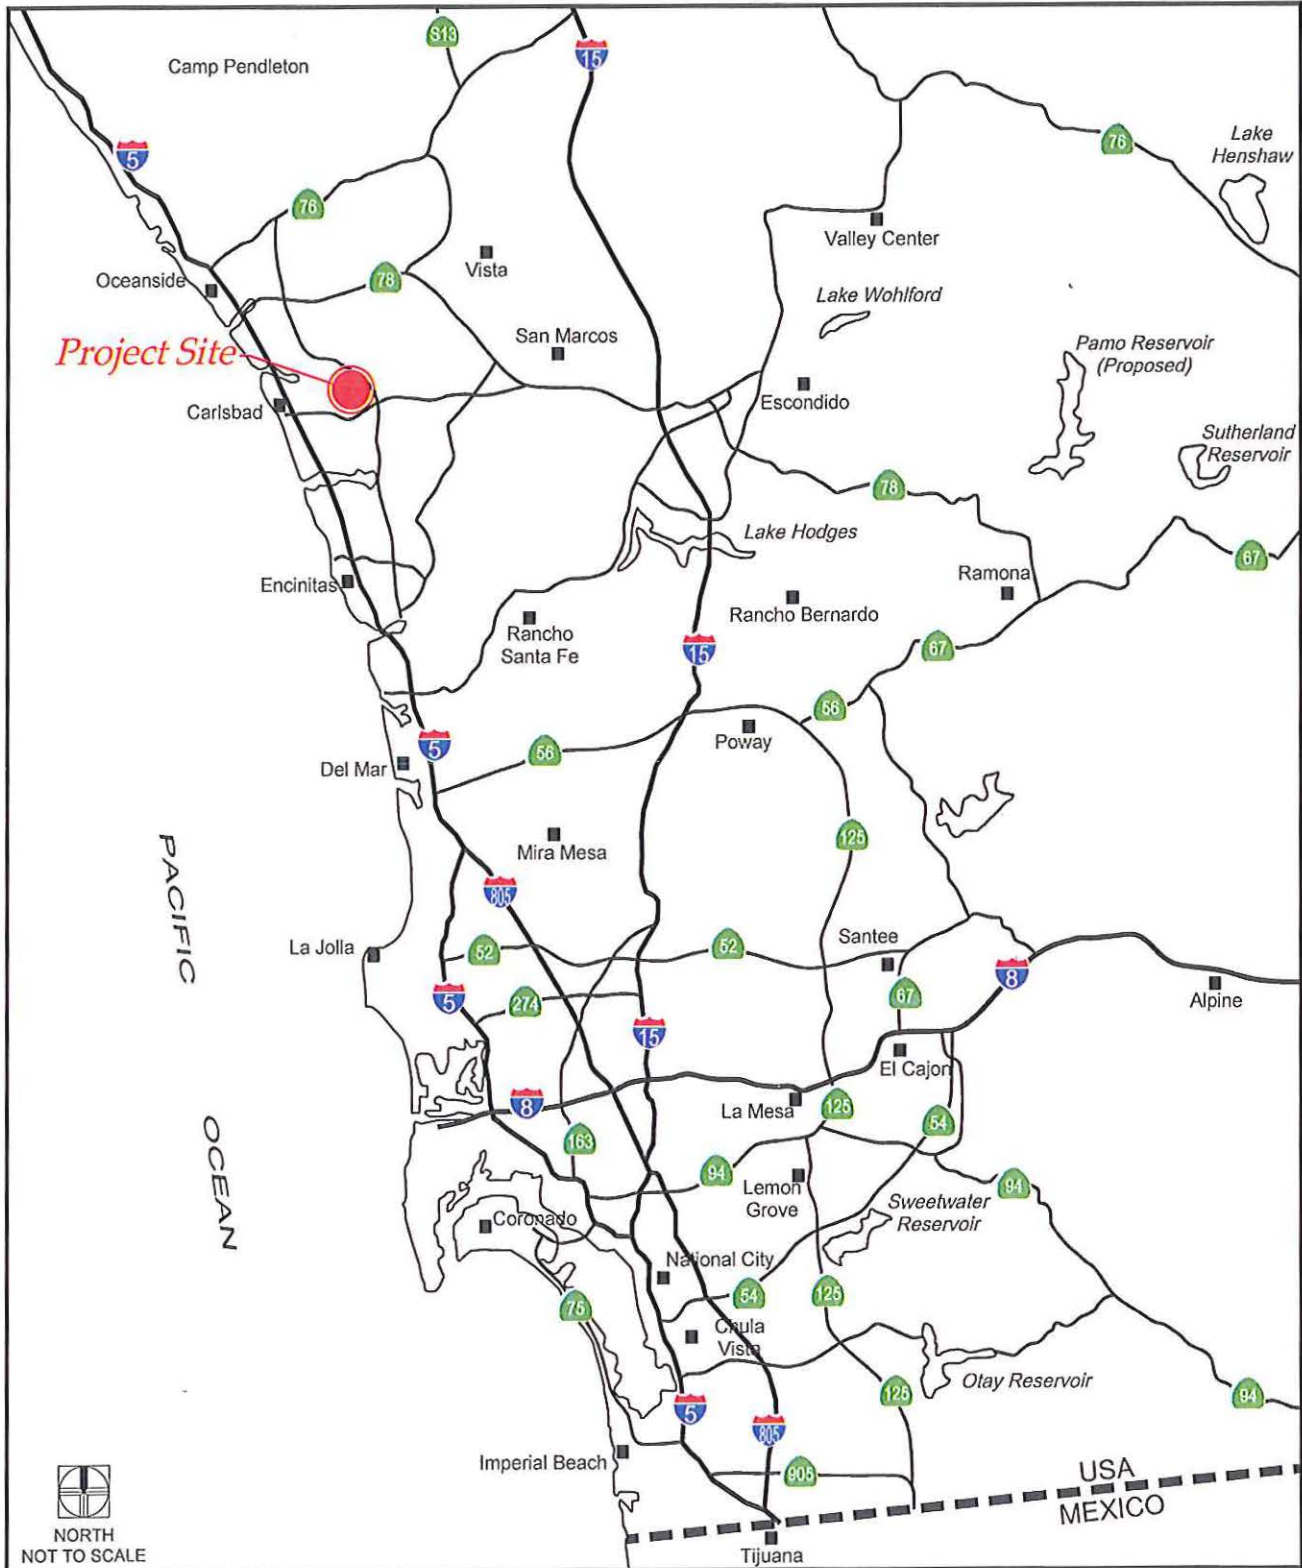 S13
15
Camp Pendleton
76
Lake
Henshaw
5
76
Valley Center
Vista
78
Oceanside
Lake Wohlford
San Marcos
Pamo Reservoir
(Proposed)
Project Site
Escondido
Carlsbad
Sutherland
Reservoir
78
Lake Hodges
67
Ramona
Encinitas
Rancho Bernardo
Rancho
Santa Fe
15
67
56
5
56
Poway
Del Mar
125
Mira Mesa
805
PACIFIC
La Jolla
52
52
Santee
8
5
274
67
Alpine
15
El Cajon
8
La Mesa
125
54
163
OCEAN
94
Lemon
Grove
94
Sweetwater
Reservoir
Coronado
National City
54
125
75
Chula
Vista
Otay Reservoir
125
94
5
805
Imperial Beach
905
USA
MEXICO
NORTH
NOT TO SCALE
Tijuana